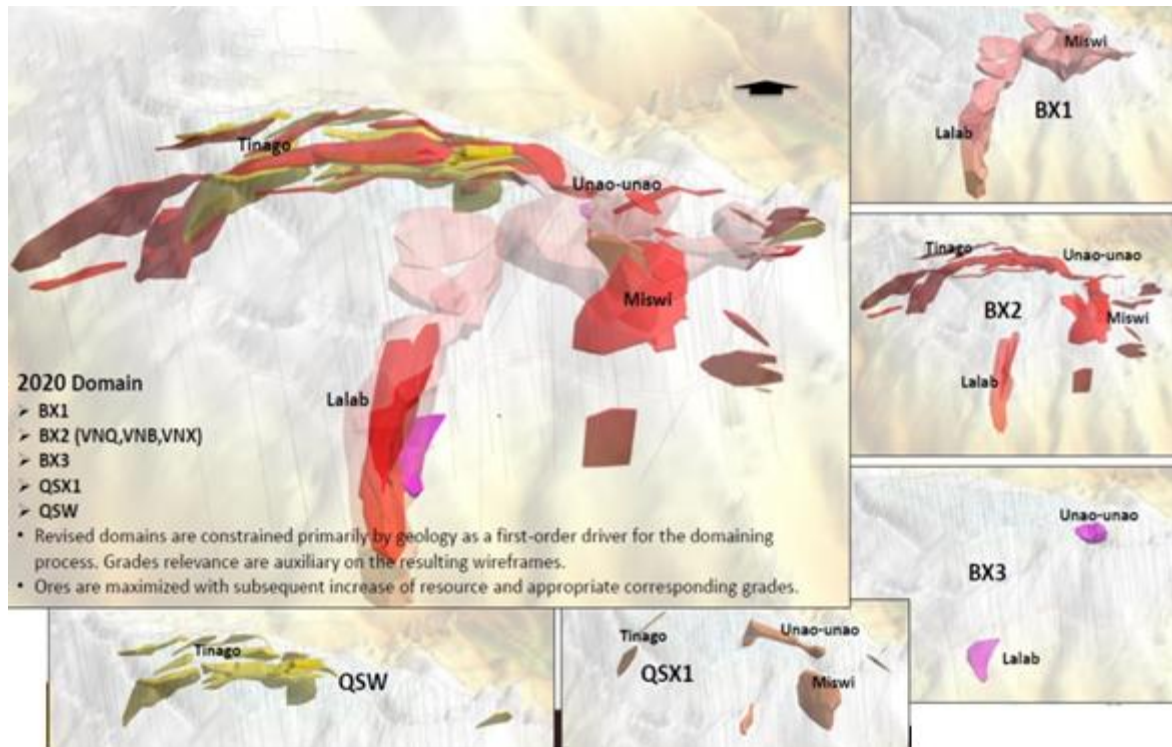 Tinago
Unao-unao
Miswi
Lalab
2020 Domain
➢ BX1
➢ BX2 (VNQ,VNB,VNX)
➢ BX3
➢ QSX1
➢ QSW
• Revised domains are constrained primarily by geology as a first-order driver for the domaining
process. Grades relevance are auxiliary on the resulting wireframes.
• Ores are maximized with subsequent increase of resource and appropriate corresponding grades.
Miswi
BX1
Lalab
Tinago
Unao-unao
BX2
Miswi
Lalab
Unao-unao
BX3
Lalab
Tinago
QSW
Tinago
Unao-unao
QSX1
Miswi